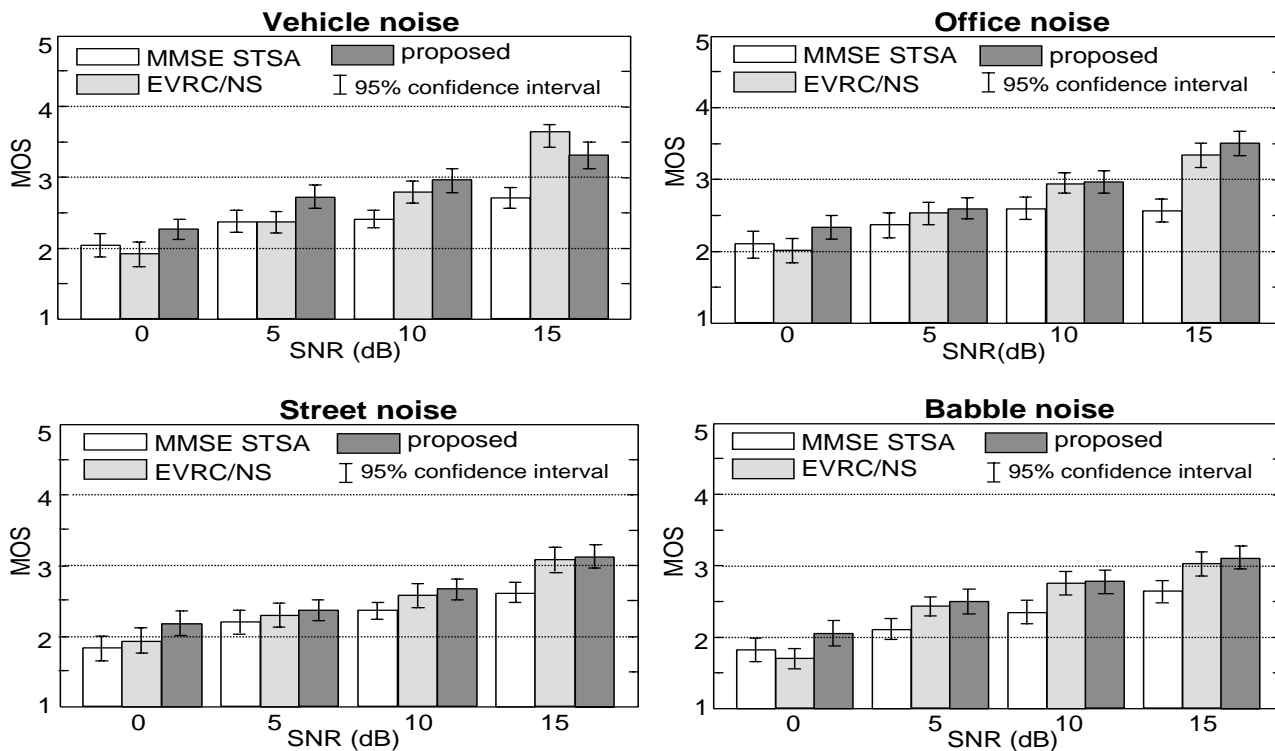 Vehicle noise
5
4
3
2
1
MOS
MMSE STSA
proposed
EVRC/NS
95% confidence interval
0
5
10
15
SNR (dB)
Office noise
5
4
3
2
1
MOS
MMSE STSA
proposed
EVRC/NS
95% confidence interval
0
5
10
15
SNR(dB)
Street noise
5
4
3
2
1
MOS
MMSE STSA
proposed
EVRC/NS
95% confidence interval
0
5
10
15
SNR (dB)
Babble noise
5
4
3
2
1
MOS
MMSE STSA
proposed
EVRC/NS
95% confidence interval
0
5
10
15
SNR (dB)